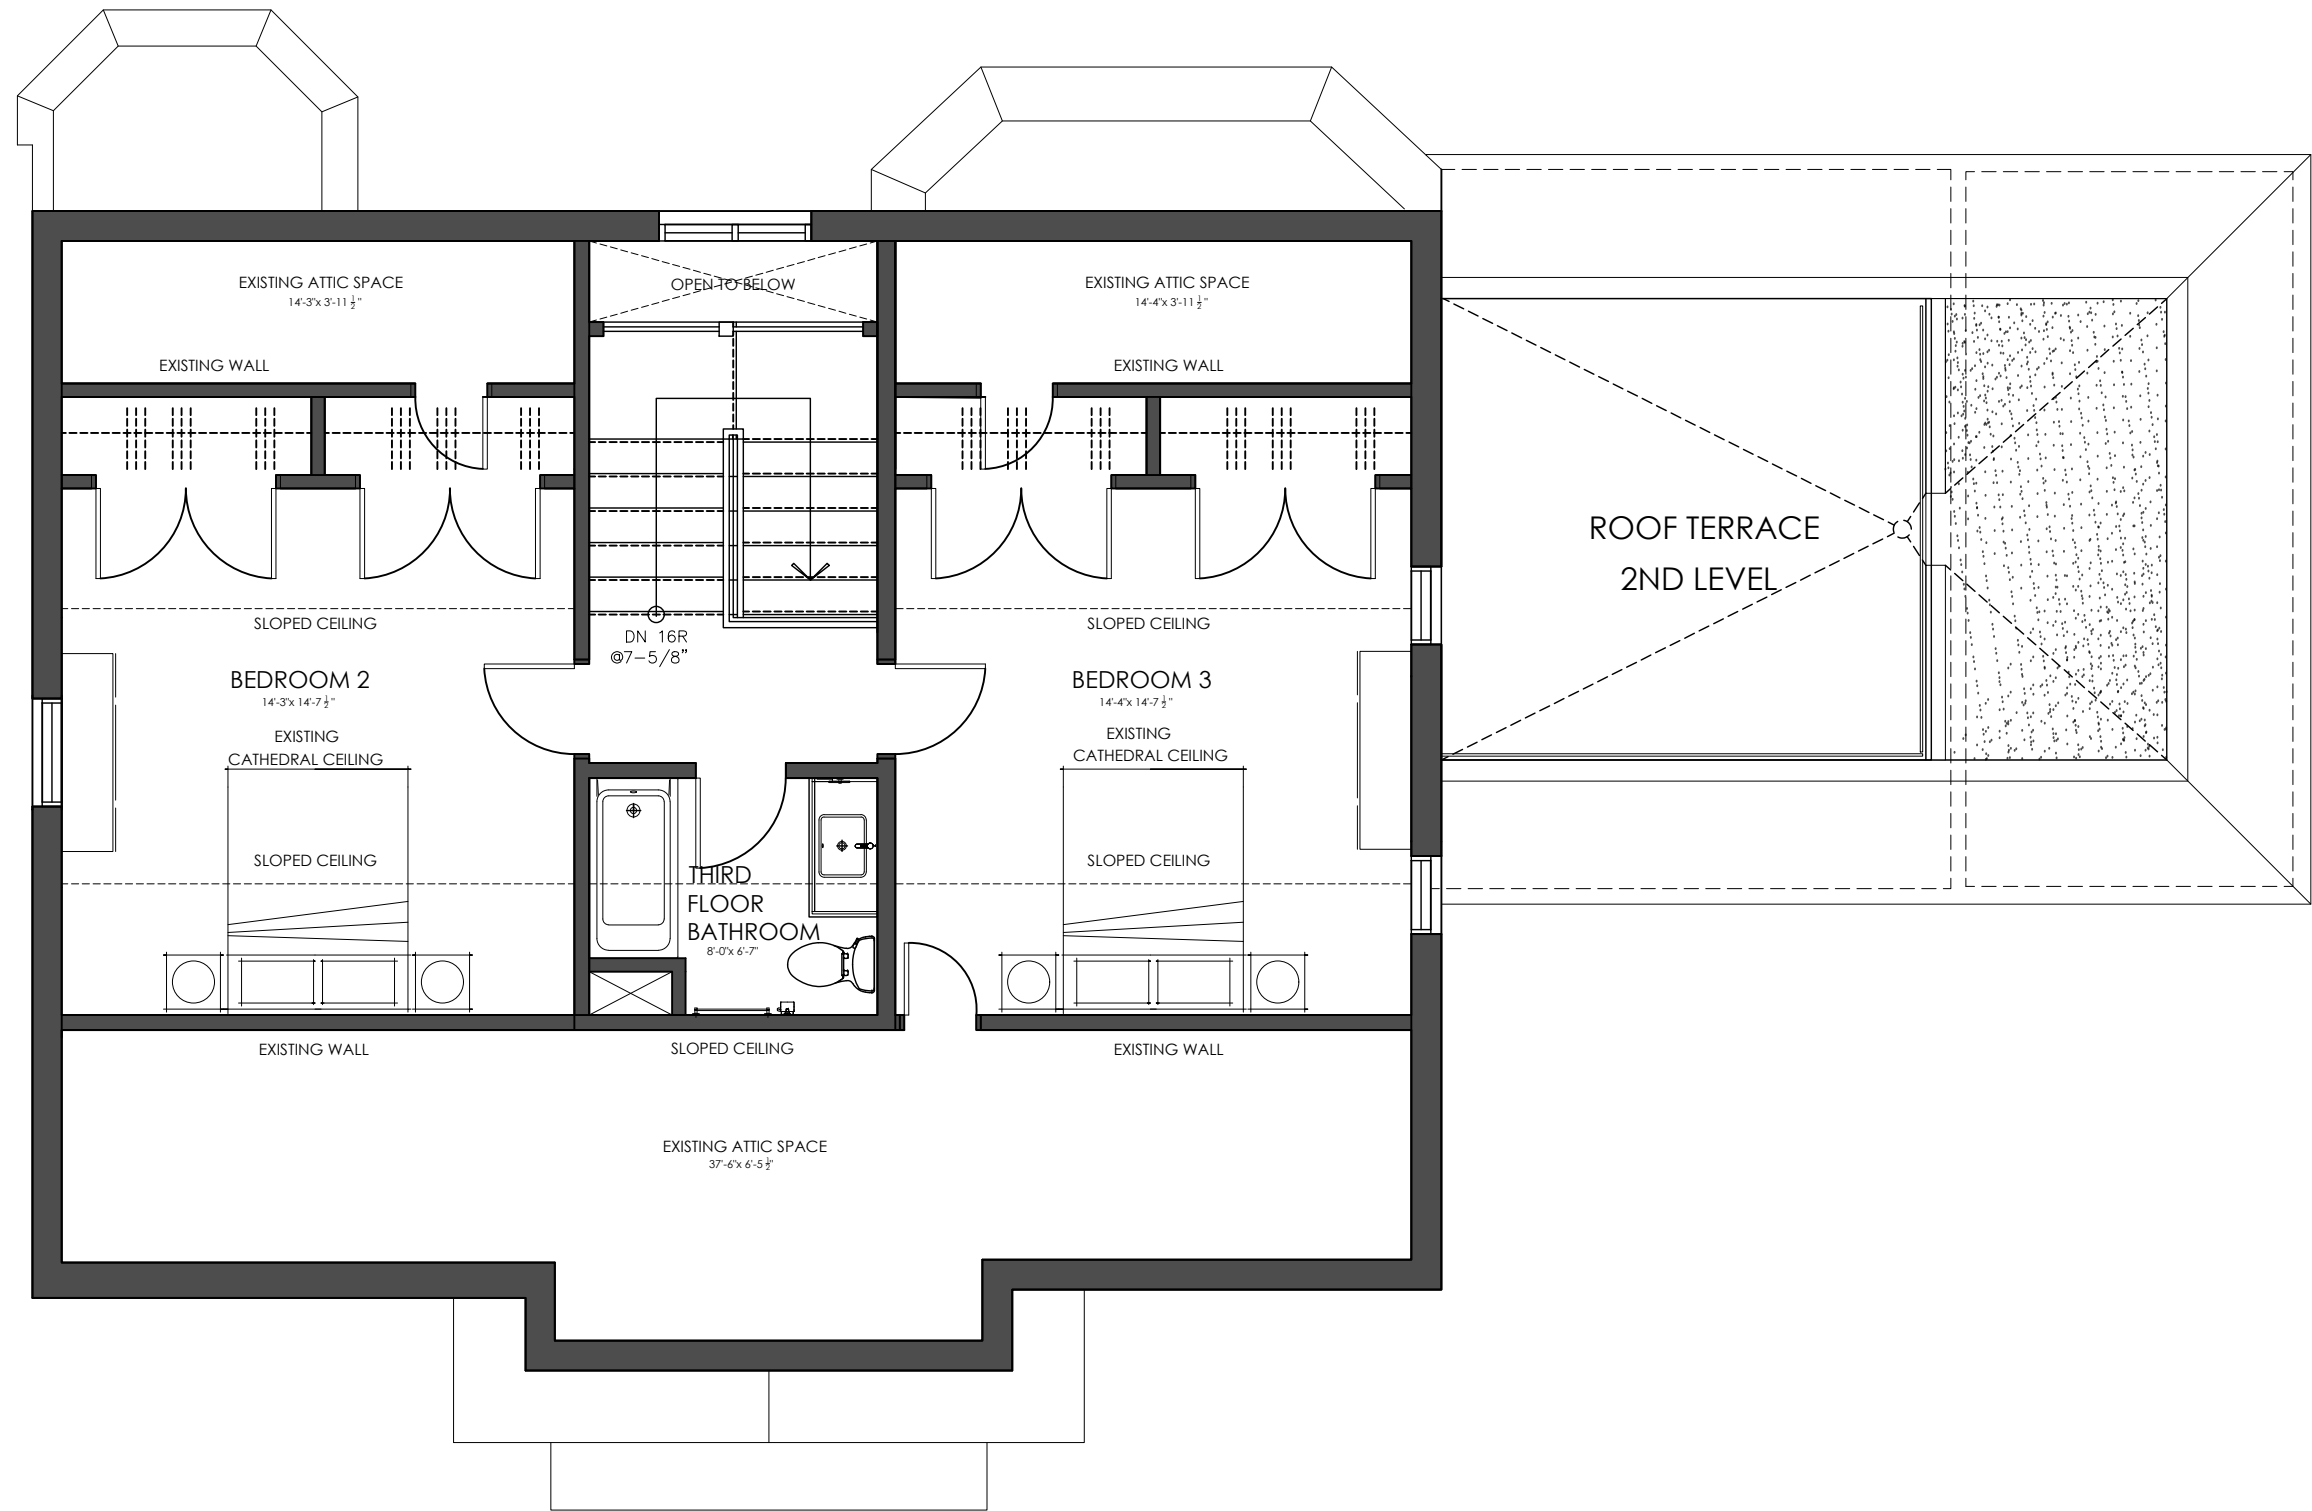 EXISTING ATTIC SPACE
14'-3"x 3'-11 ½"
OPEN TO BELOW
EXISTING ATTIC SPACE
14'-4"x 3'-11 ½"
EXISTING WALL
EXISTING WALL
ROOF TERRACE
2ND LEVEL
SLOPED CEILING
DN 16R
@7-5/8"
SLOPED CEILING
BEDROOM 2
14'-3"x 14'-7 ½"
BEDROOM 3
14'-4"x 14'-7 ½"
EXISTING
CATHEDRAL CEILING
EXISTING
CATHEDRAL CEILING
SLOPED CEILING
SLOPED CEILING
THIRD
FLOOR
BATHROOM
8'-0"x 6'-7"
EXISTING WALL
SLOPED CEILING
EXISTING WALL
EXISTING ATTIC SPACE
37'-6"x 6'-5 ½"